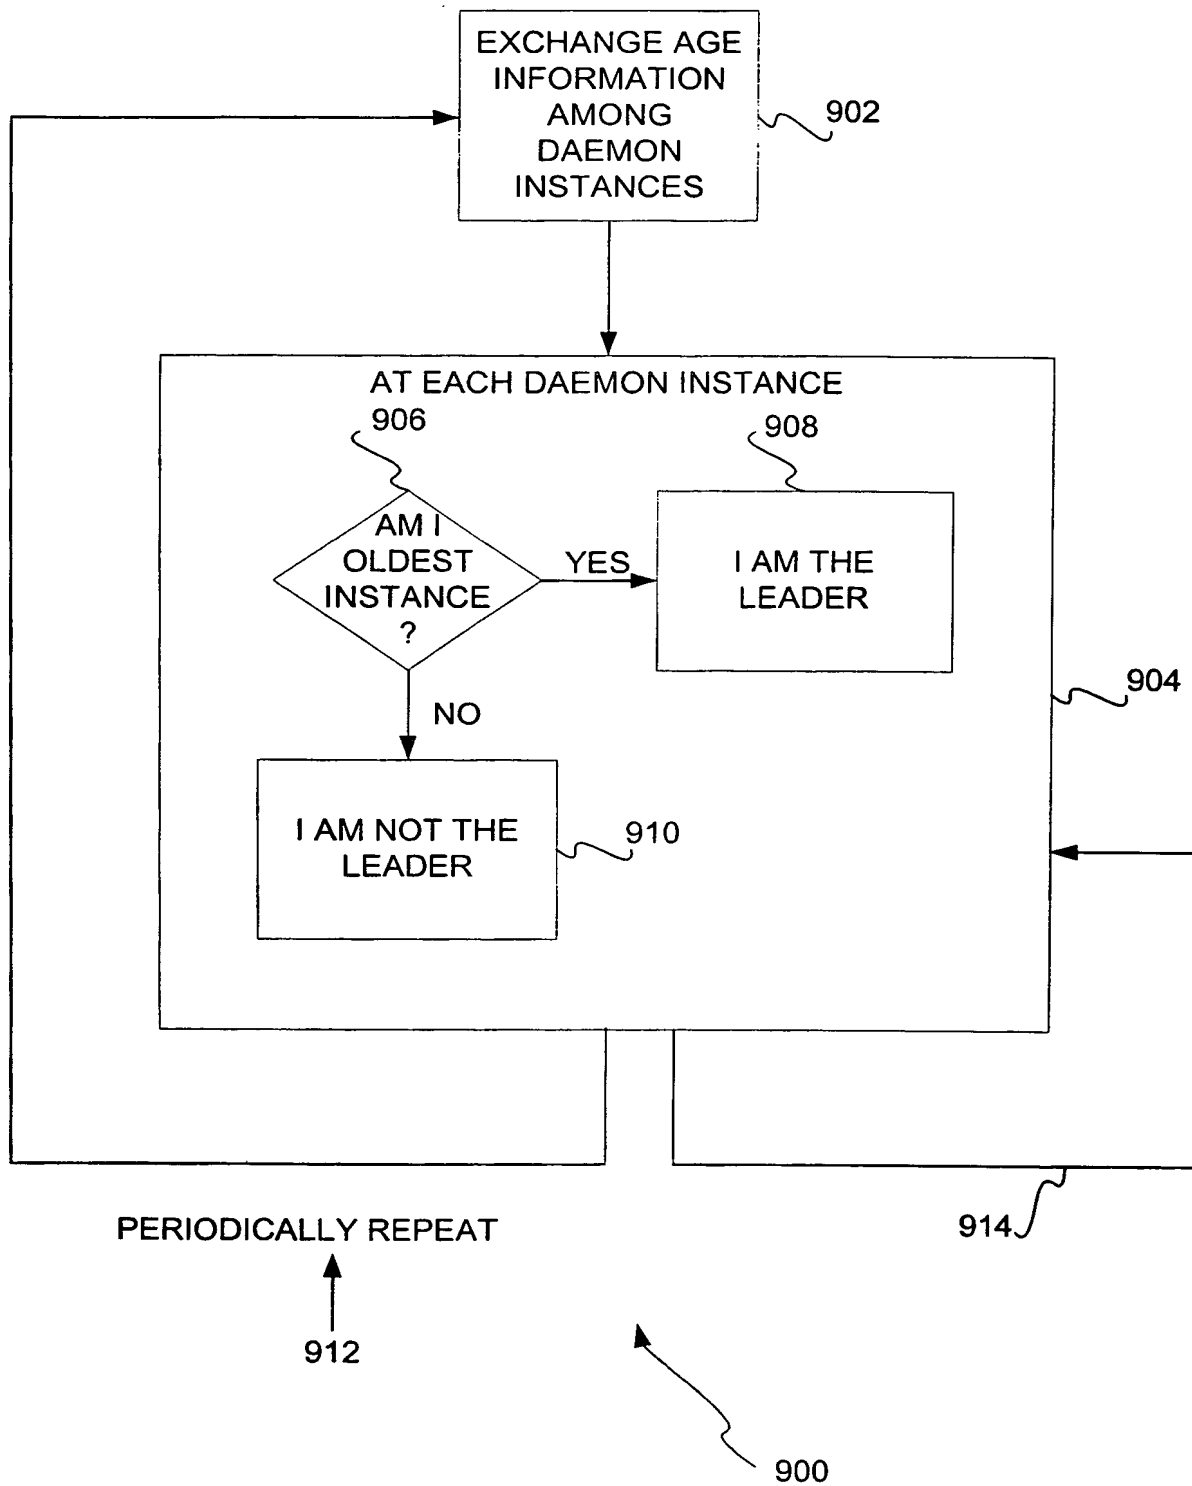 EXCHANGE AGE
INFORMATION
AMONG
DAEMON
INSTANCES
902
AT EACH DAEMON INSTANCE
906
908
AM I
OLDEST
INSTANCE
?
YES
I AM THE
LEADER
904
NO
I AM NOT THE
LEADER
910
PERIODICALLY REPEAT
912
914
900